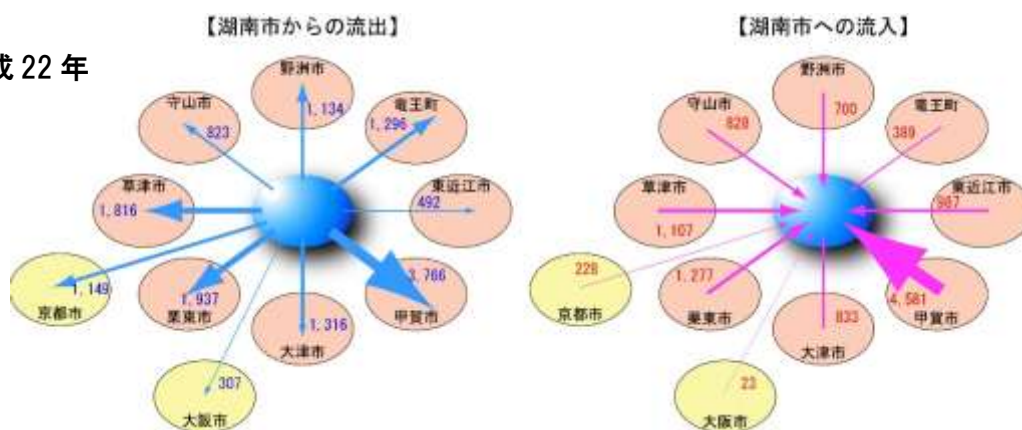 【湖南市からの流出】
【湖南市への流入】
成 22 年
野洲市
1,134
守山市
823
竜王町
1,296
草津市
1,816
東近江市
492
京都市
1,149
栗東市
1,937
大津市
1,316
甲賀市
3,766
大阪市
307
野洲市
700
守山市
828
竜王町
389
草津市
1,107
東近江市
987
京都市
228
栗東市
1,277
大津市
833
甲賀市
4,581
大阪市
23